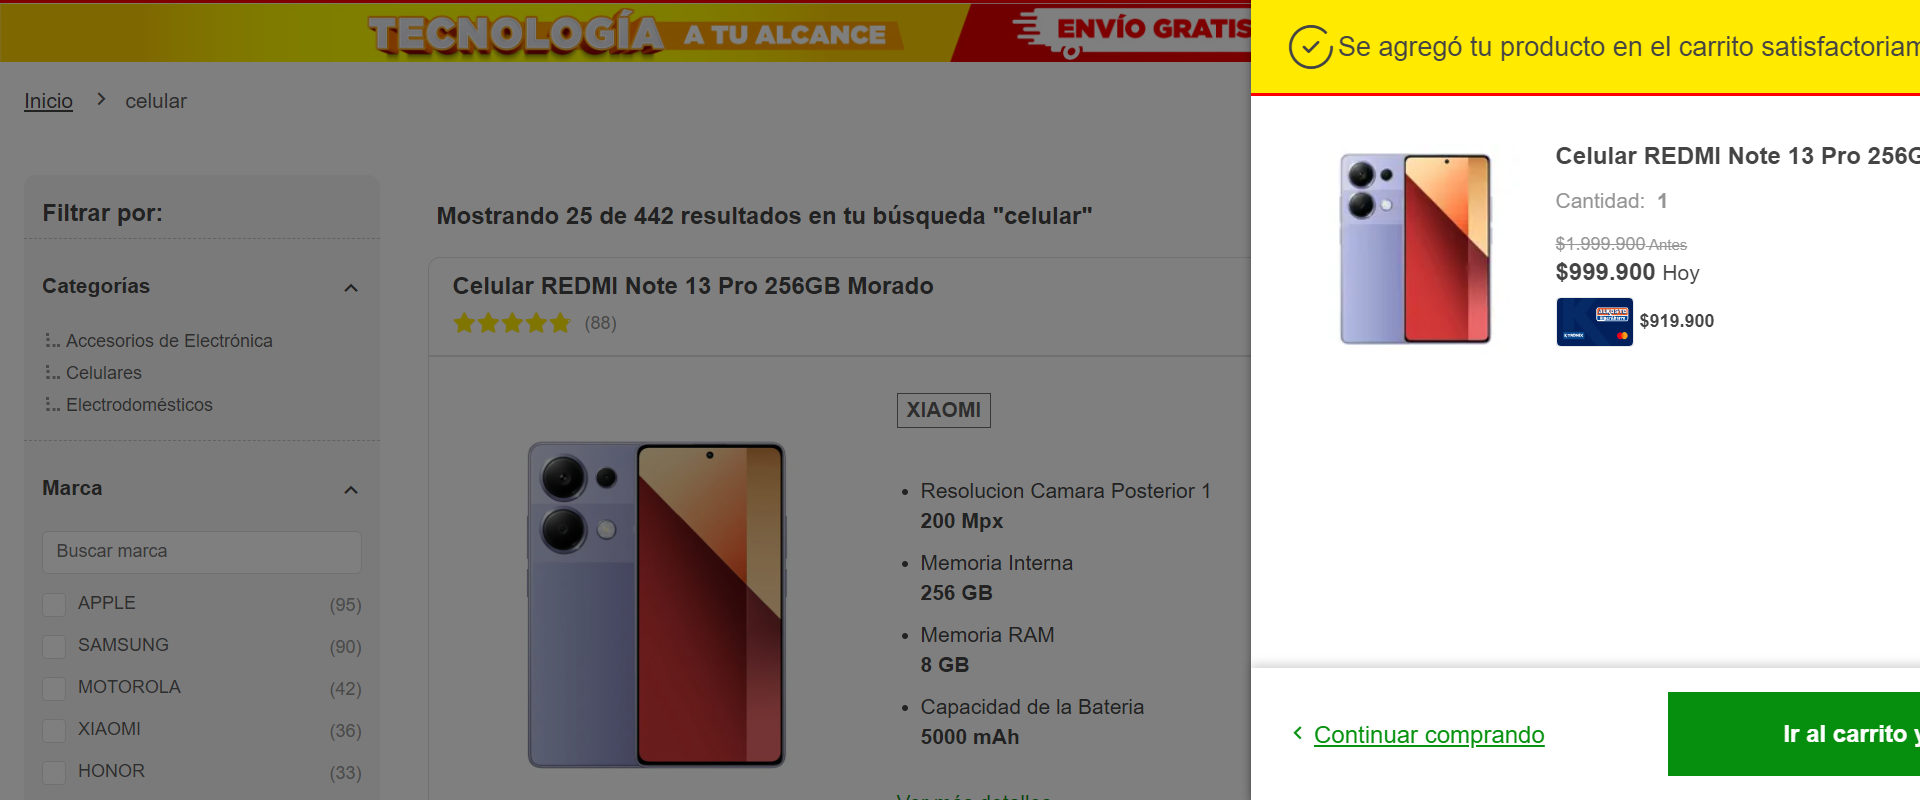 TECNOLOGÍA A TU ALCANCE
ENVÍO GRATIS
Inicio > celular
Filtrar por:
Categorías
Accesorios de Electrónica
Celulares
Electrodomésticos
Marca
Buscar marca
APPLE (95)
SAMSUNG (90)
MOTOROLA (42)
XIAOMI (36)
HONOR (33)
Mostrando 25 de 442 resultados en tu búsqueda "celular"
Celular REDMI Note 13 Pro 256GB Morado
(88)
XIAOMI
• Resolucion Camara Posterior 1
200 Mpx
• Memoria Interna
256 GB
• Memoria RAM
8 GB
• Capacidad de la Bateria
5000 mAh
Ver más detalles
Se agregó tu producto en el carrito satisfactoriam
Celular REDMI Note 13 Pro 256G
Cantidad: 1
$1.999.900 Antes
$999.900 Hoy
ALKOSTO
$919.900
Continuar comprando
Ir al carrito y